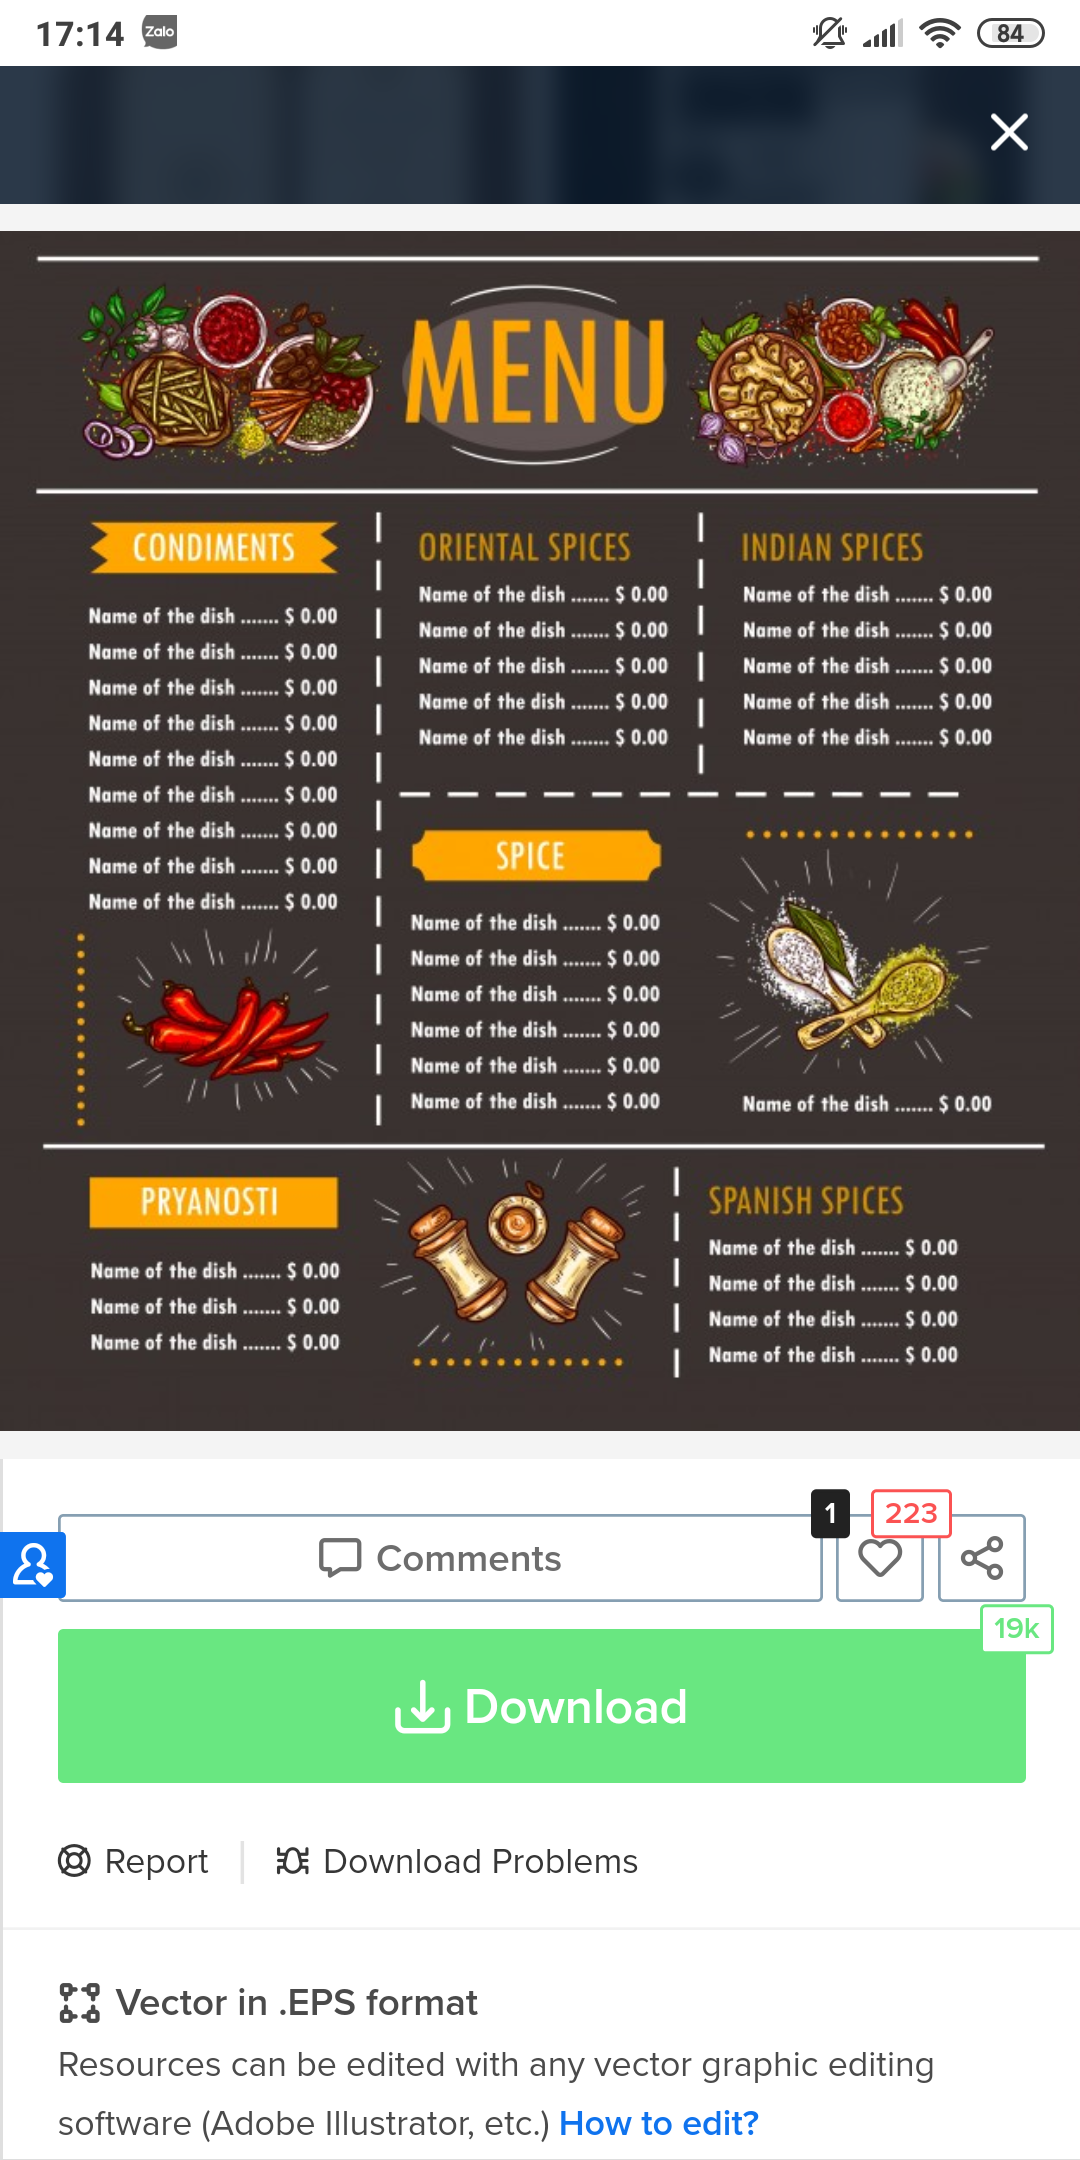 17:14 Zalo 84
MENU
CONDIMENTS
Name of the dish ....... $ 0.00
Name of the dish ....... $ 0.00
Name of the dish ....... $ 0.00
Name of the dish ....... $ 0.00
Name of the dish ....... $ 0.00
Name of the dish ....... $ 0.00
Name of the dish ....... $ 0.00
Name of the dish ....... $ 0.00
Name of the dish ....... $ 0.00
ORIENTAL SPICES
Name of the dish ....... $ 0.00
Name of the dish ....... $ 0.00
Name of the dish ....... $ 0.00
Name of the dish ....... $ 0.00
Name of the dish ....... $ 0.00
INDIAN SPICES
Name of the dish ....... $ 0.00
Name of the dish ....... $ 0.00
Name of the dish ....... $ 0.00
Name of the dish ....... $ 0.00
Name of the dish ....... $ 0.00
SPICE
Name of the dish ....... $ 0.00
Name of the dish ....... $ 0.00
Name of the dish ....... $ 0.00
Name of the dish ....... $ 0.00
Name of the dish ....... $ 0.00
Name of the dish ....... $ 0.00
Name of the dish ....... $ 0.00
PRYANOSTI
Name of the dish ....... $ 0.00
Name of the dish ....... $ 0.00
Name of the dish ....... $ 0.00
SPANISH SPICES
Name of the dish ....... $ 0.00
Name of the dish ....... $ 0.00
Name of the dish ....... $ 0.00
Name of the dish ....... $ 0.00
1 223
Comments
19k
Download
Report Download Problems
Vector in .EPS format
Resources can be edited with any vector graphic editing
software (Adobe Illustrator, etc.) How to edit?